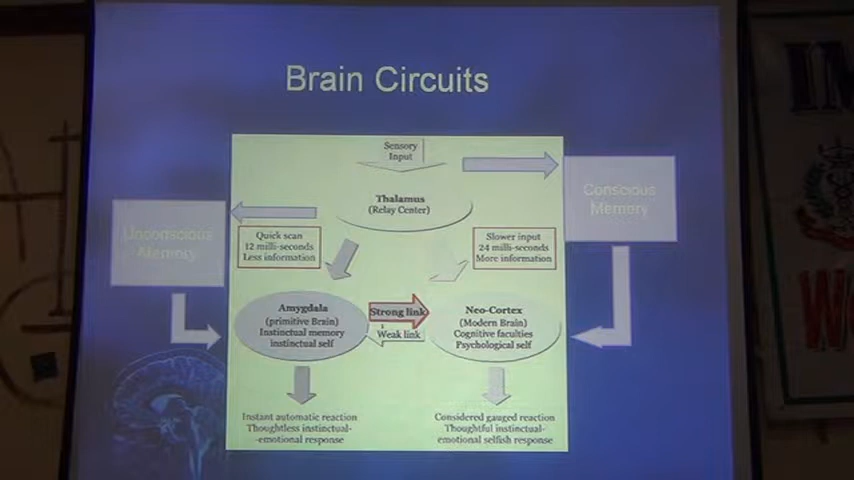 Brain Circuits
Sensory
Input
Conscious
Memory
Thalamus
(Relay Center)
Unconscious
Memory
Quick scan
12 milli-seconds
Less information
Slower input
24 milli-seconds
More information
Amygdala
(primitive Brain)
Instinctual memory
instinctual self
Strong link
Weak link
Neo-Cortex
(Modern Brain)
Cognitive faculties
Psychological self
Instant automatic reaction
Thoughtless instinctual-
-emotional response
Considered gauged reaction
Thoughtful instinctual-
emotional selfish response